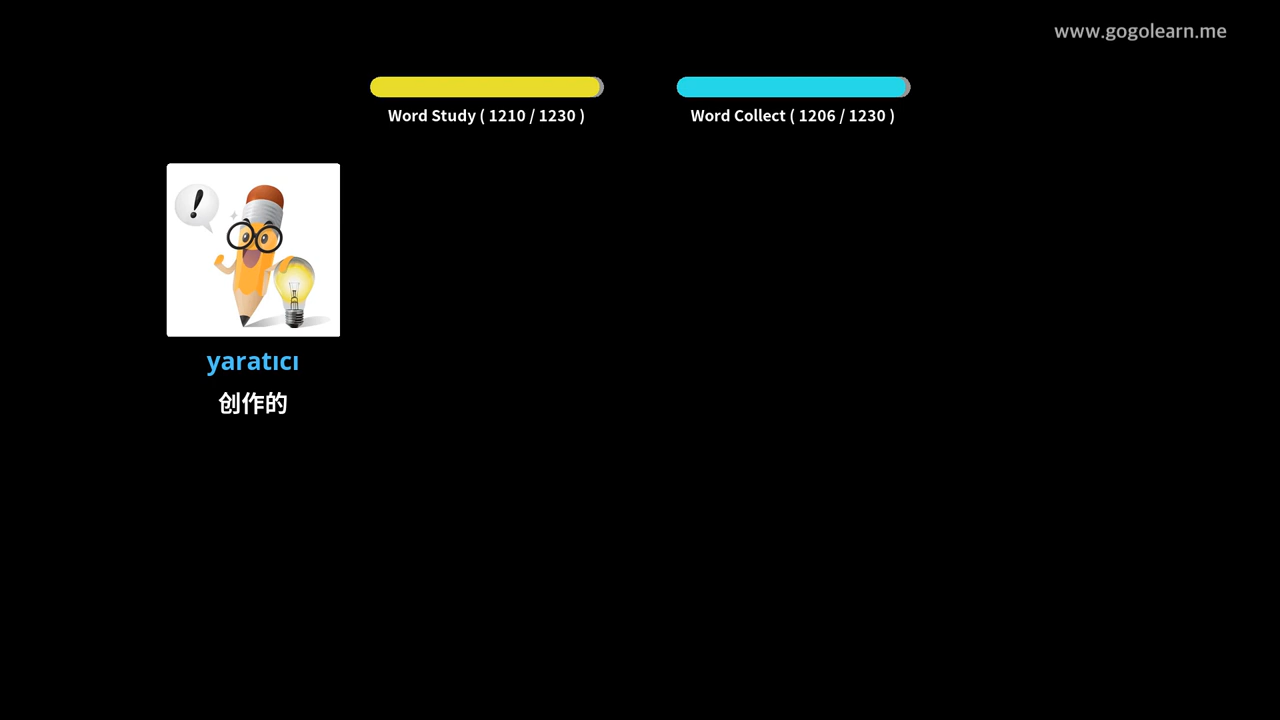 www.gogolearn.me
Word Study ( 1210 / 1230 )
Word Collect ( 1206 / 1230 )
!
yaratıcı
创作的